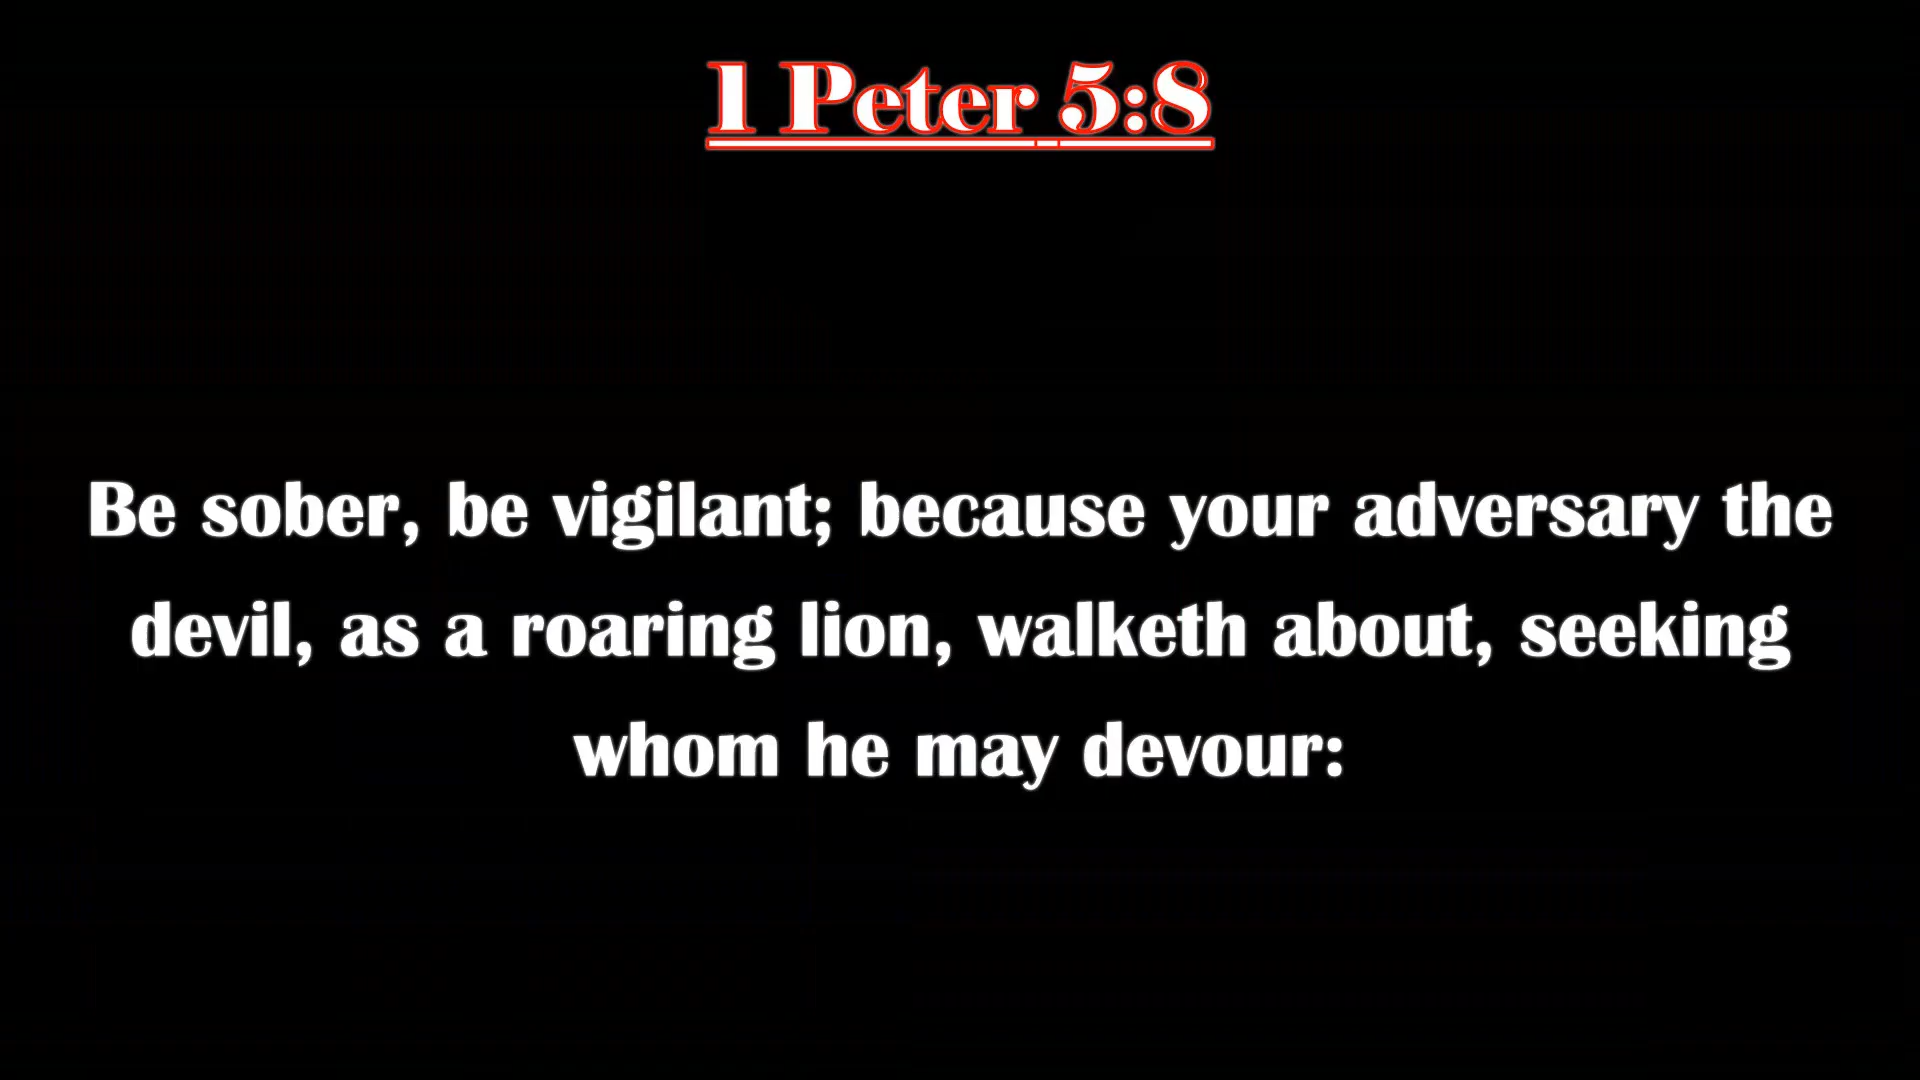 1 Peter 5:8
Be sober, be vigilant; because your adversary the
devil, as a roaring lion, walketh about, seeking
whom he may devour: